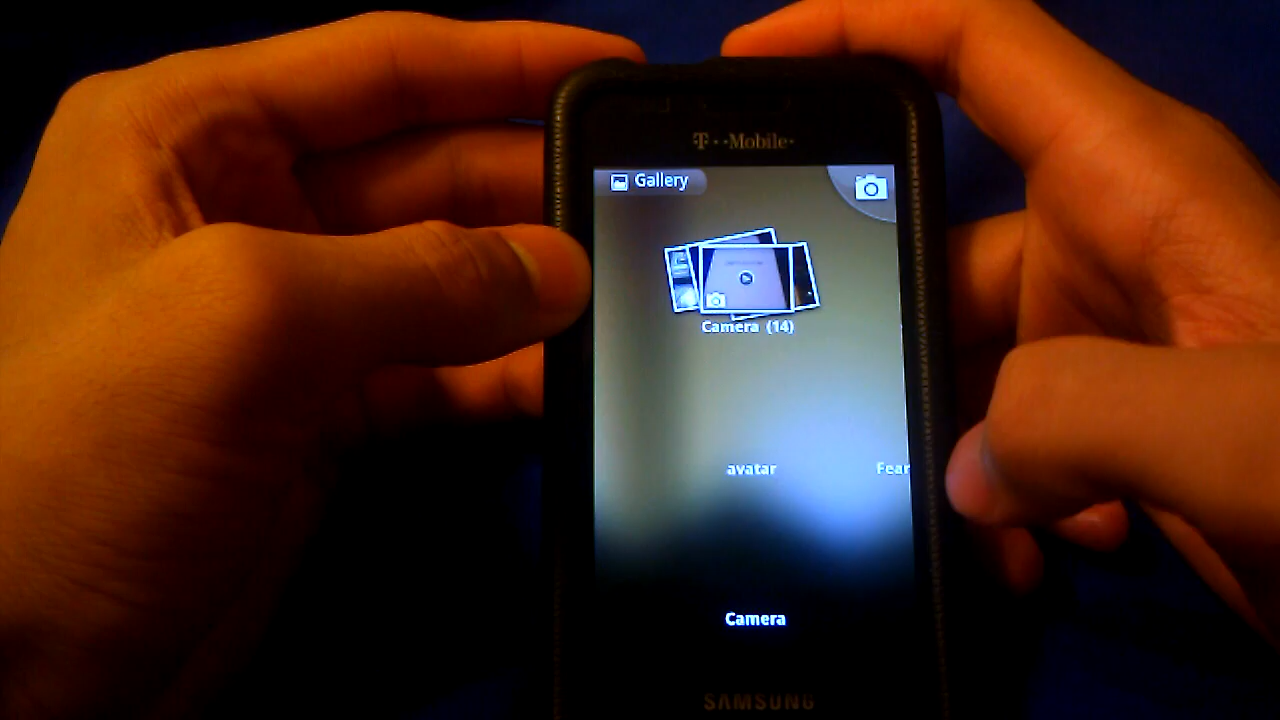 T··Mobile·
Gallery
Camera (14)
avatar Fear
Camera
SAMSUNG